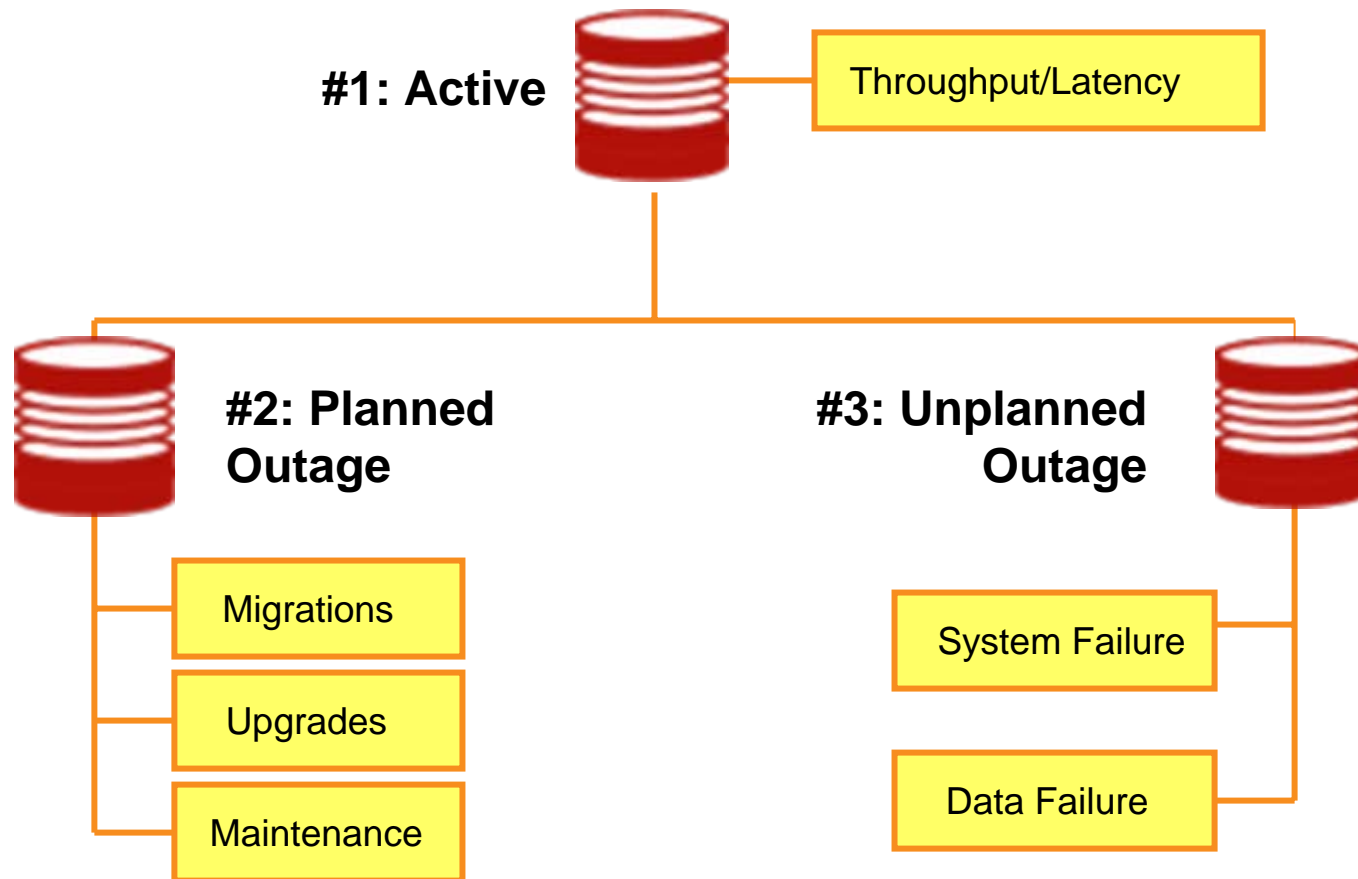 #1: Active
Throughput/Latency
#2: Planned
Outage
#3: Unplanned
Outage
Migrations
Upgrades
Maintenance
System Failure
Data Failure